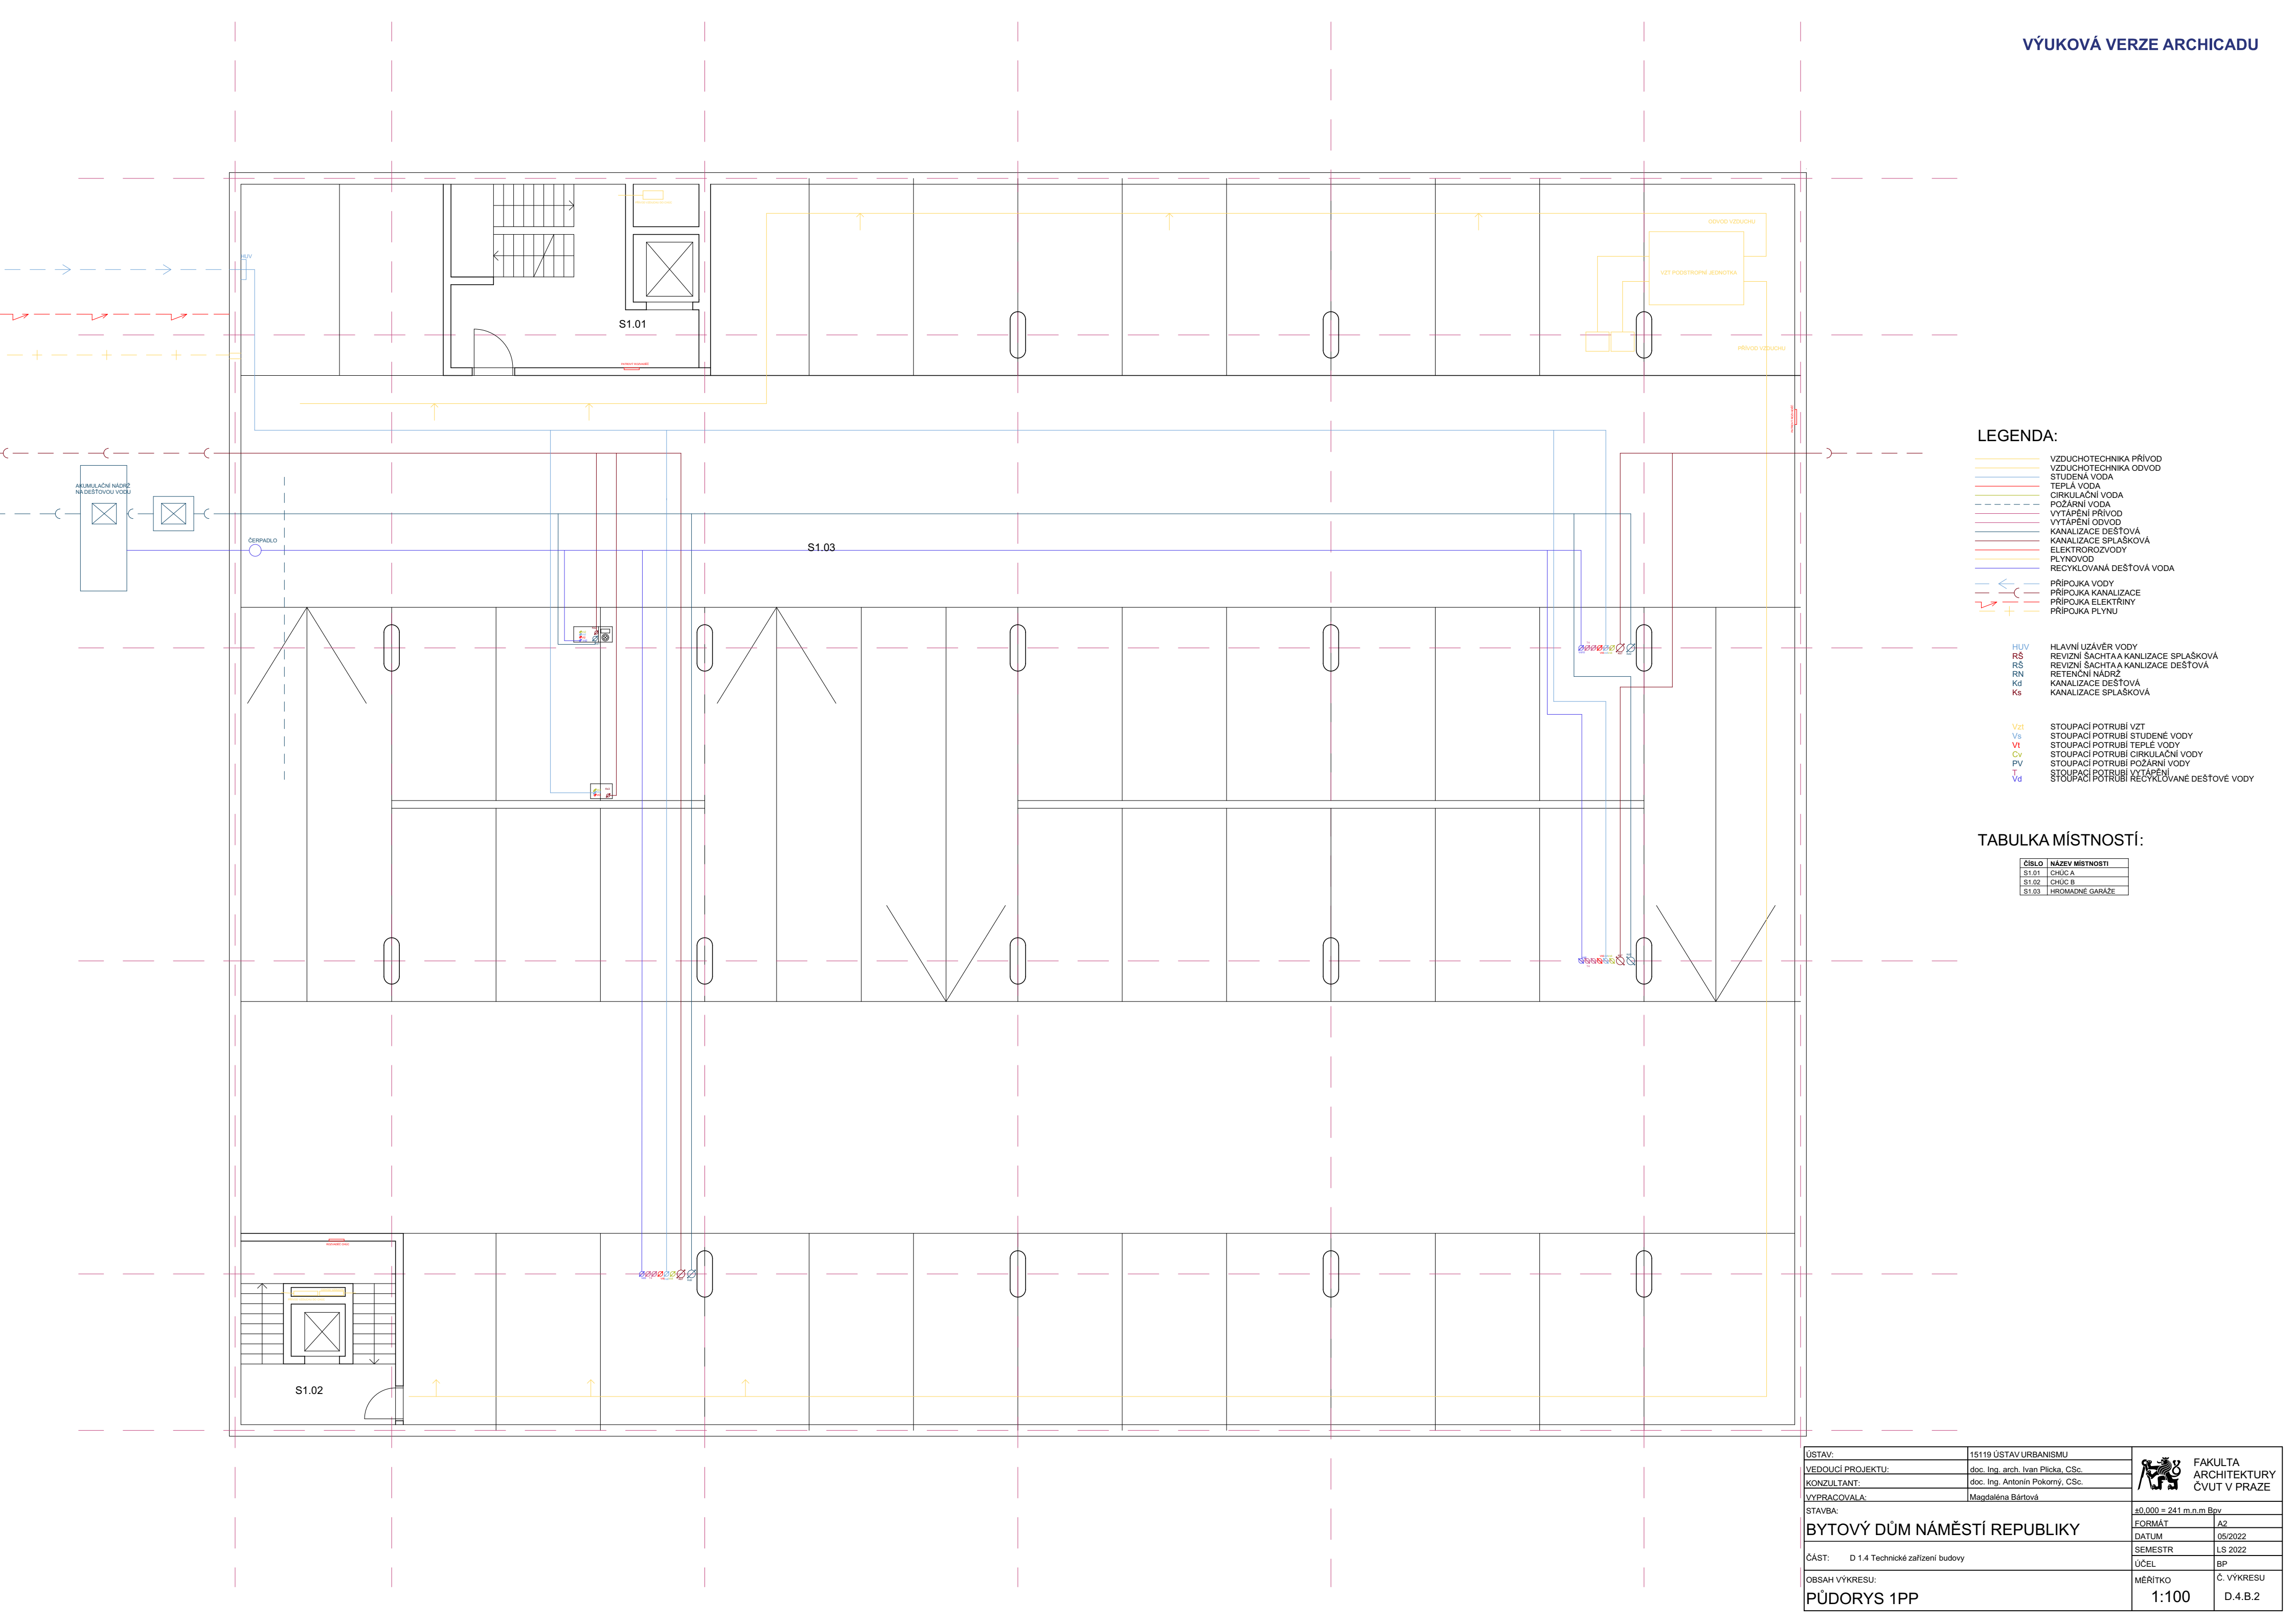 VÝUKOVÁ VERZE ARCHICADU
ODVOD VZDUCHU
HUV
VZT PODSTROPNÍ JEDNOTKA
S1.01
PŘÍVOD VZDUCHU
AKUMULAČNÍ NÁDRŽ
NA DEŠŤOVOU VODU
ČERPADLO
S1.03
S1.02
LEGENDA:
VZDUCHOTECHNIKA PŘÍVOD
VZDUCHOTECHNIKA ODVOD
STUDENÁ VODA
TEPLÁ VODA
CIRKULAČNÍ VODA
POŽÁRNÍ VODA
VYTÁPĚNÍ PŘÍVOD
VYTÁPĚNÍ ODVOD
KANALIZACE DEŠŤOVÁ
KANALIZACE SPLAŠKOVÁ
ELEKTROROZVODY
PLYNOVOD
RECYKLOVANÁ DEŠŤOVÁ VODA
PŘÍPOJKA VODY
PŘÍPOJKA KANALIZACE
PŘÍPOJKA ELEKTŘINY
PŘÍPOJKA PLYNU
HUV HLAVNÍ UZÁVĚR VODY
RŠ REVIZNÍ ŠACHTA A KANLIZACE SPLAŠKOVÁ
RŠ REVIZNÍ ŠACHTA A KANLIZACE DEŠŤOVÁ
RN RETENČNÍ NÁDRŽ
Kd KANALIZACE DEŠŤOVÁ
Ks KANALIZACE SPLAŠKOVÁ
Vzt STOUPACÍ POTRUBÍ VZT
Vs STOUPACÍ POTRUBÍ STUDENÉ VODY
Vt STOUPACÍ POTRUBÍ TEPLÉ VODY
Cv STOUPACÍ POTRUBÍ CIRKULAČNÍ VODY
PV STOUPACÍ POTRUBÍ POŽÁRNÍ VODY
T STOUPACÍ POTRUBÍ VYTÁPĚNÍ
Vd STOUPACÍ POTRUBÍ RECYKLOVANÉ DEŠŤOVÉ VODY
TABULKA MÍSTNOSTÍ:
ČÍSLO NÁZEV MÍSTNOSTI
S1.01 CHÚC A
S1.02 CHÚC B
S1.03 HROMADNÉ GARÁŽE
ÚSTAV: 15119 ÚSTAV URBANISMU
VEDOUCÍ PROJEKTU: doc. Ing. arch. Ivan Plicka, CSc.
KONZULTANT: doc. Ing. Antonín Pokorný, CSc.
VYPRACOVALA: Magdaléna Bártová
FAKULTA
ARCHITEKTURY
ČVUT V PRAZE
STAVBA:
BYTOVÝ DŮM NÁMĚSTÍ REPUBLIKY
ČÁST: D 1.4 Technické zařízení budovy
OBSAH VÝKRESU:
PŮDORYS 1PP
±0,000 = 241 m.n.m Bpv
FORMÁT A2
DATUM 05/2022
SEMESTR LS 2022
ÚČEL BP
MĚŘÍTKO Č. VÝKRESU
1:100 D.4.B.2